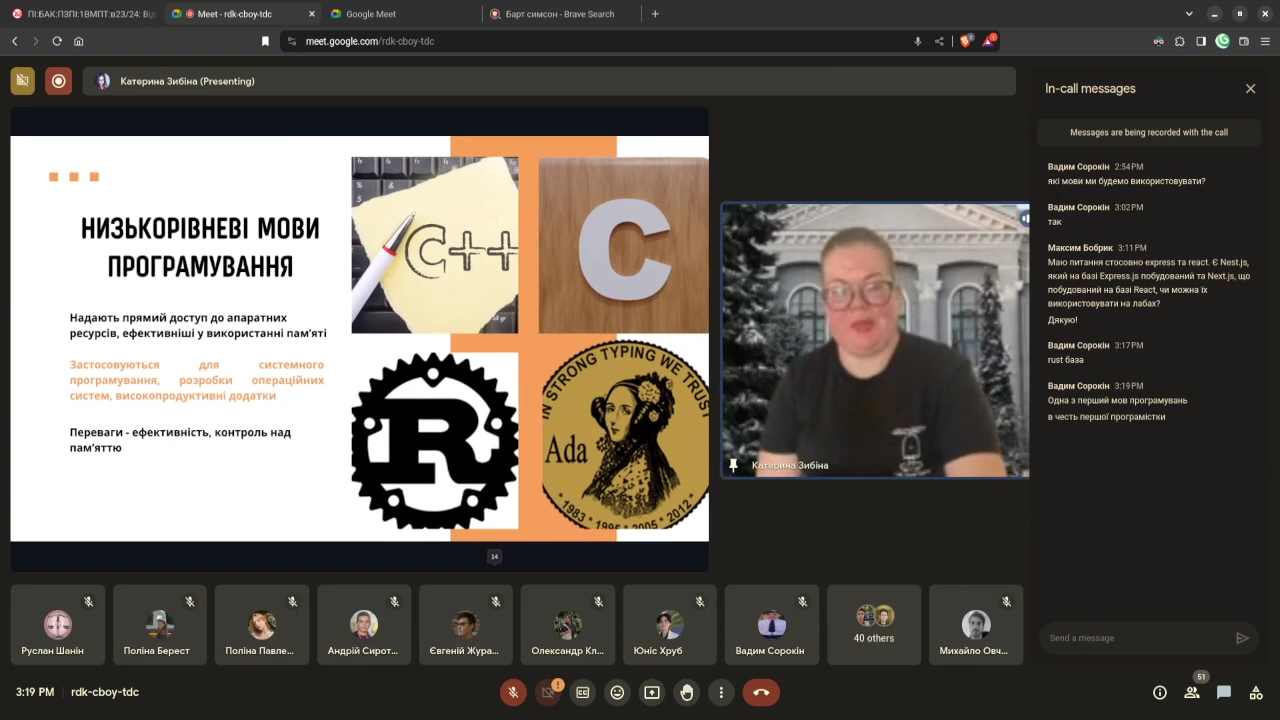 ПІ:БАК:ПЗПІ:1ВМПТ:в23/24: Ві
Meet - rdk-cboy-tdc
Google Meet
Барт симсон - Brave Search
meet.google.com/rdk-cboy-tdc
Катерина Зибіна (Presenting)
НИЗЬКОРІВНЕВІ МОВИ
ПРОГРАМУВАННЯ
Надають прямий доступ до апаратних
ресурсів, ефективніші у використанні пам'яті
Застосовуються для системного
програмування, розробки операційних
систем, високопродуктивні додатки
Переваги - ефективність, контроль над
пам'яттю
C++
C
R
IN STRONG TYPING WE TRUST
Ada
1983 * 1995 * 2005 * 2012 *
14
Катерина Зибіна
In-call messages
Messages are being recorded with the call
Вадим Сорокін 2:54 PM
які мови ми будемо використовувати?
Вадим Сорокін 3:02 PM
так
Максим Бобрик 3:11 PM
Маю питання стосовно express та react. Є Nest.js,
який на базі Express.js побудований та Next.js, що
побудований на базі React, чи можна їх
використовувати на лабах?
Дякую!
Вадим Сорокін 3:17 PM
rust база
Вадим Сорокін 3:19 PM
Одна з перший мов програмувань
в честь першої програмістки
Send a message
Руслан Шанін
Поліна Берест
Поліна Павле...
Андрій Сирот...
Євгеній Жура...
Олександр Кл...
Юніс Хруб
Вадим Сорокін
40 others
Михайло Овч...
3:19 PM
rdk-cboy-tdc
51